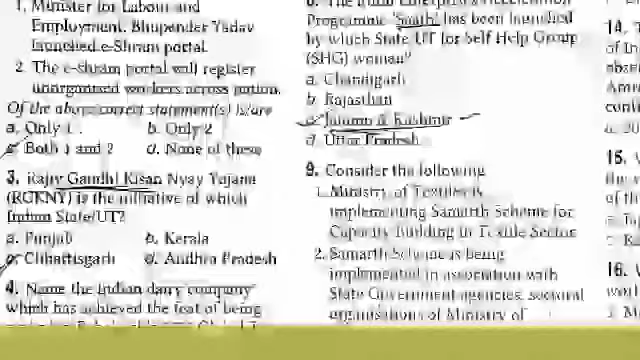 1. Minister for Labour and
Employment, Bhupender Yadav
launched e-Shram portal
2. The e-Shram portal will register
unorganised workers across nation.
Of the above correct statement(s) is/are
a. Only 1 b. Only 2
c. Both 1 and 2 d. None of these
3. Rajiv Gandhi Kisan Nyay Yojana
(RGKNY) is the initiative of which
Indian State/UT?
a. Punjab b. Kerala
c. Chhattisgarh d. Andhra Pradesh
4. Name the Indian dairy company
which has achieved the feat of being
Programme 'Saath' has been launched
by which State UT for Self Help Group
(SHG) woman?
a. Chandigarh
b. Rajasthan
c. Jammu & Kashmir
d. Uttar Pradesh
9. Consider the following
1. Ministry of Textiles is
implementing Samarth Scheme for
Capacity Building in Textile Sector
2. Samarth Scheme is being
implemented in association with
State Government agencies, sectoral
organisations of Ministry of
14.
of In
15.
of th
16.